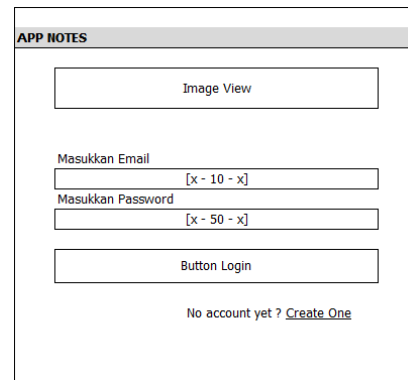 APP NOTES
Image View
Masukkan Email
[x - 10 - x]
Masukkan Password
[x - 50 - x]
Button Login
No account yet ? Create One